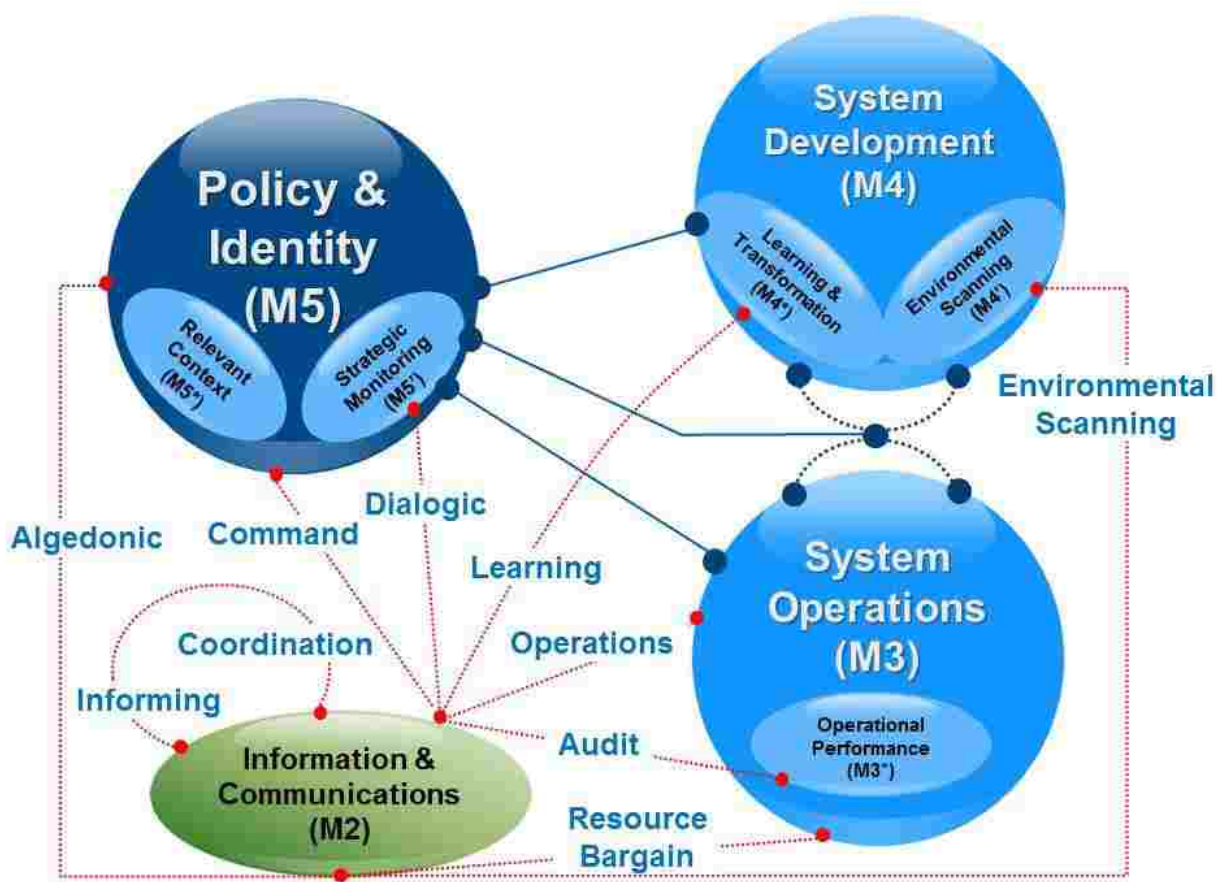 Policy &
Identity
(M5)
Relevant
Context
(M5*)
Strategic
Monitoring
(M5')
System
Development
(M4)
Learning &
Transformation
(M4*)
Environmental
Scanning
(M4')
Environmental
Scanning
Algedonic
Command
Dialogic
Learning
Coordination
Informing
Operations
System
Operations
(M3)
Operational
Performance
(M3*)
Audit
Information &
Communications
(M2)
Resource
Bargain